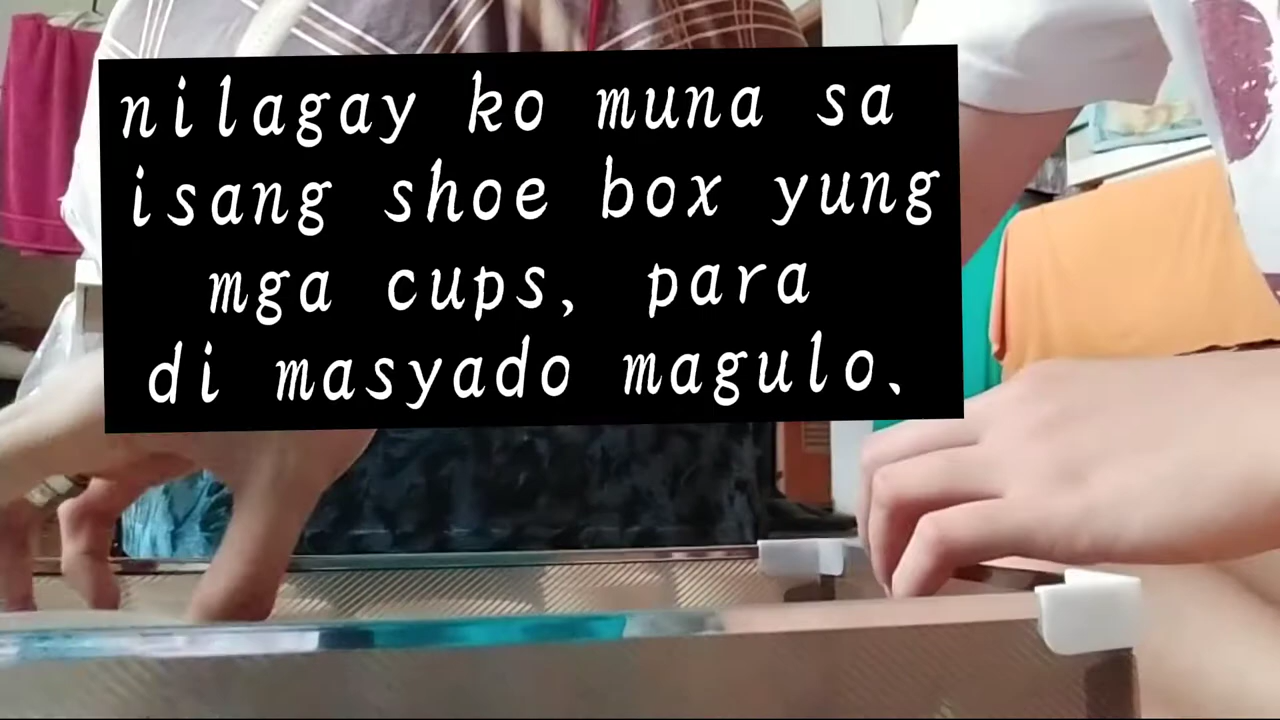 nilagay ko muna sa
isang shoe box yung
mga cups, para
di masyado magulo.